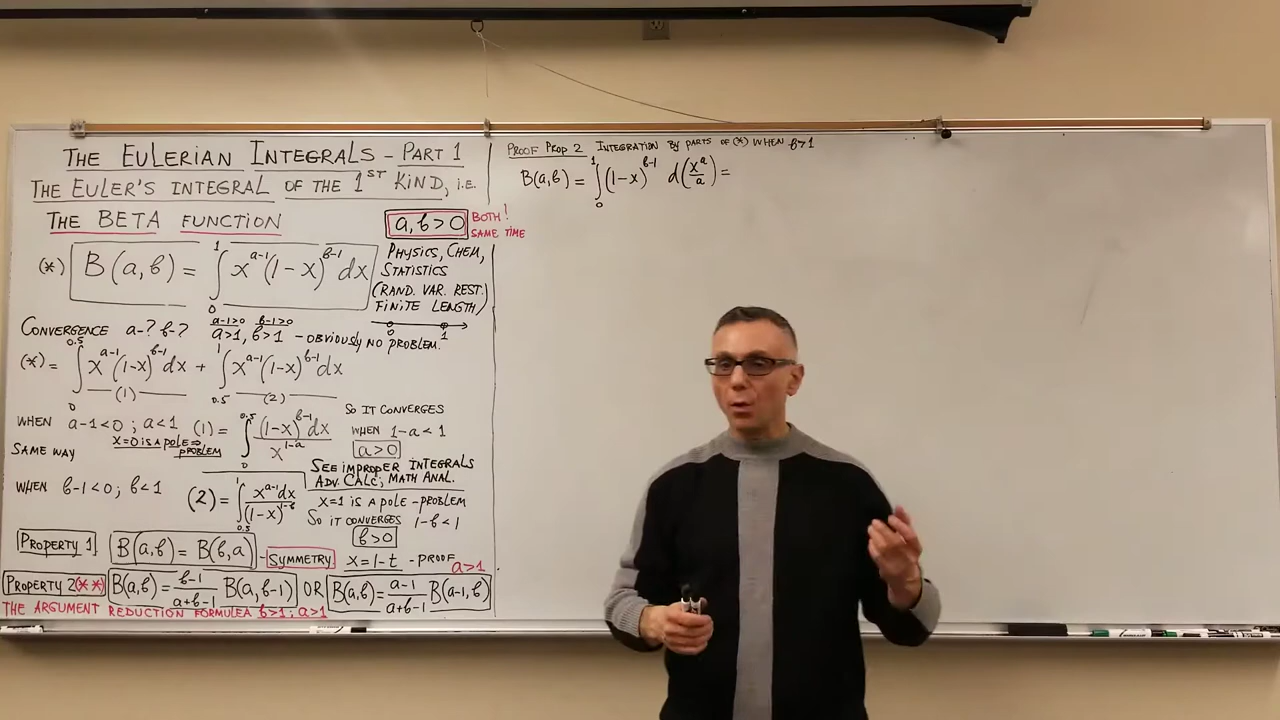 THE EULERIAN INTEGRALS - PART 1
THE EULER'S INTEGRAL OF THE 1ST KIND, i.e.
THE BETA FUNCTION
a, b > 0 BOTH!
SAME TIME
(*) B(a,b) = ∫₀¹ x^(a-1) (1-x)^(b-1) dx
PHYSICS, CHEM,
STATISTICS
(RAND. VAR. REST.
FINITE LENGTH)
0 1
CONVERGENCE a-? b-? a-1>0 b-1>0
a>1, b>1 - OBVIOUSLY NO PROBLEM.
(*) = ∫₀^0.5 x^(a-1) (1-x)^(b-1) dx + ∫_0.5^1 x^(a-1) (1-x)^(b-1) dx
(1) (2)
WHEN a-1<0; a<1 (1) = ∫₀^0.5 (1-x)^(b-1) dx / x^(1-a)
x=0 IS A POLE ⇒ PROBLEM
SO IT CONVERGES
WHEN 1-a<1
a>0
SAME WAY
SEE IMPROPER INTEGRALS
ADV. CALC; MATH ANAL.
WHEN b-1<0; b<1 (2) = ∫_0.5^1 x^(a-1) dx / (1-x)^(1-b)
x=1 IS A POLE - PROBLEM
SO IT CONVERGES 1-b<1
b>0
PROPERTY 1 B(a,b) = B(b,a) - SYMMETRY x=1-t - PROOF
a>1
PROPERTY 2(**) B(a,b) = (b-1)/(a+b-1) B(a,b-1) OR B(a,b) = (a-1)/(a+b-1) B(a-1,b)
THE ARGUMENT REDUCTION FORMULEA b>1; a>1
PROOF PROP 2 INTEGRATION BY PARTS OF (*) WHEN b>1
B(a,b) = ∫₀¹ (1-x)^(b-1) d(x^a/a) =